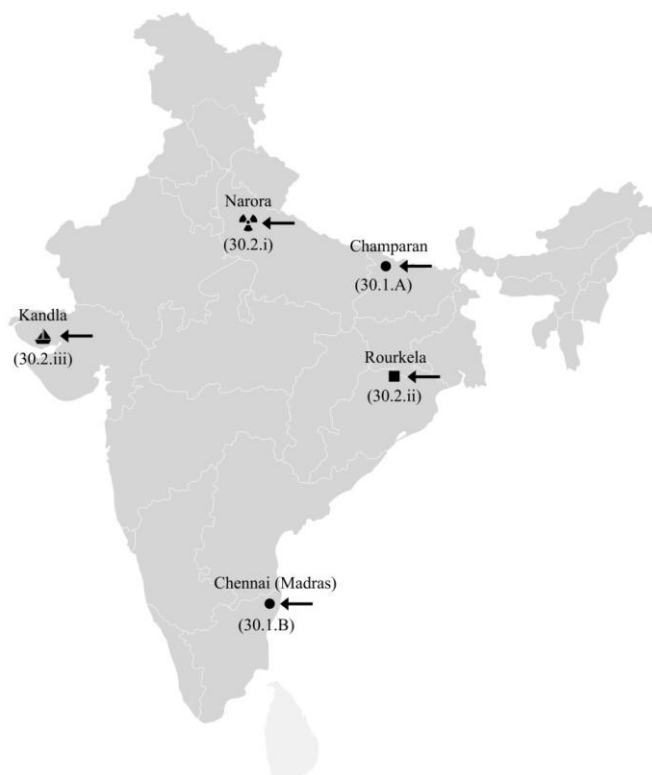 Narora
(30.2.i)
Champaran
(30.1.A)
Kandla
(30.2.iii)
Rourkela
(30.2.ii)
Chennai (Madras)
(30.1.B)